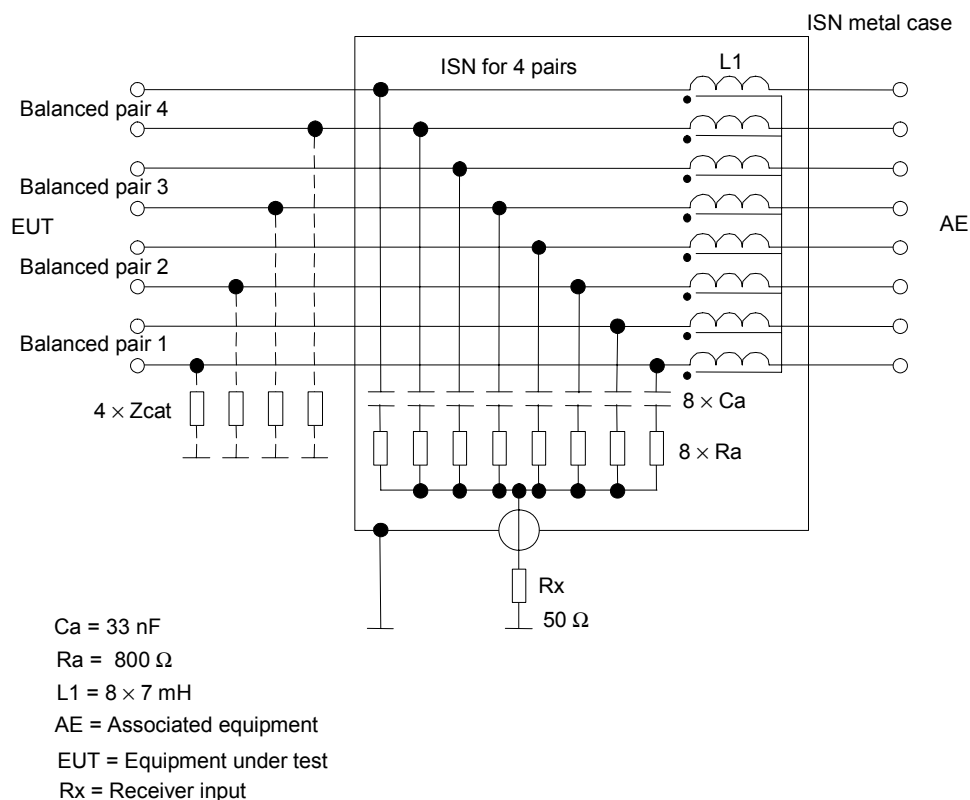 ISN metal case
ISN for 4 pairs
L1
Balanced pair 4
Balanced pair 3
EUT
AE
Balanced pair 2
Balanced pair 1
4 × Zcat
8 × Ca
8 × Ra
Rx
50 Ω
Ca = 33 nF
Ra = 800 Ω
L1 = 8 × 7 mH
AE = Associated equipment
EUT = Equipment under test
Rx = Receiver input